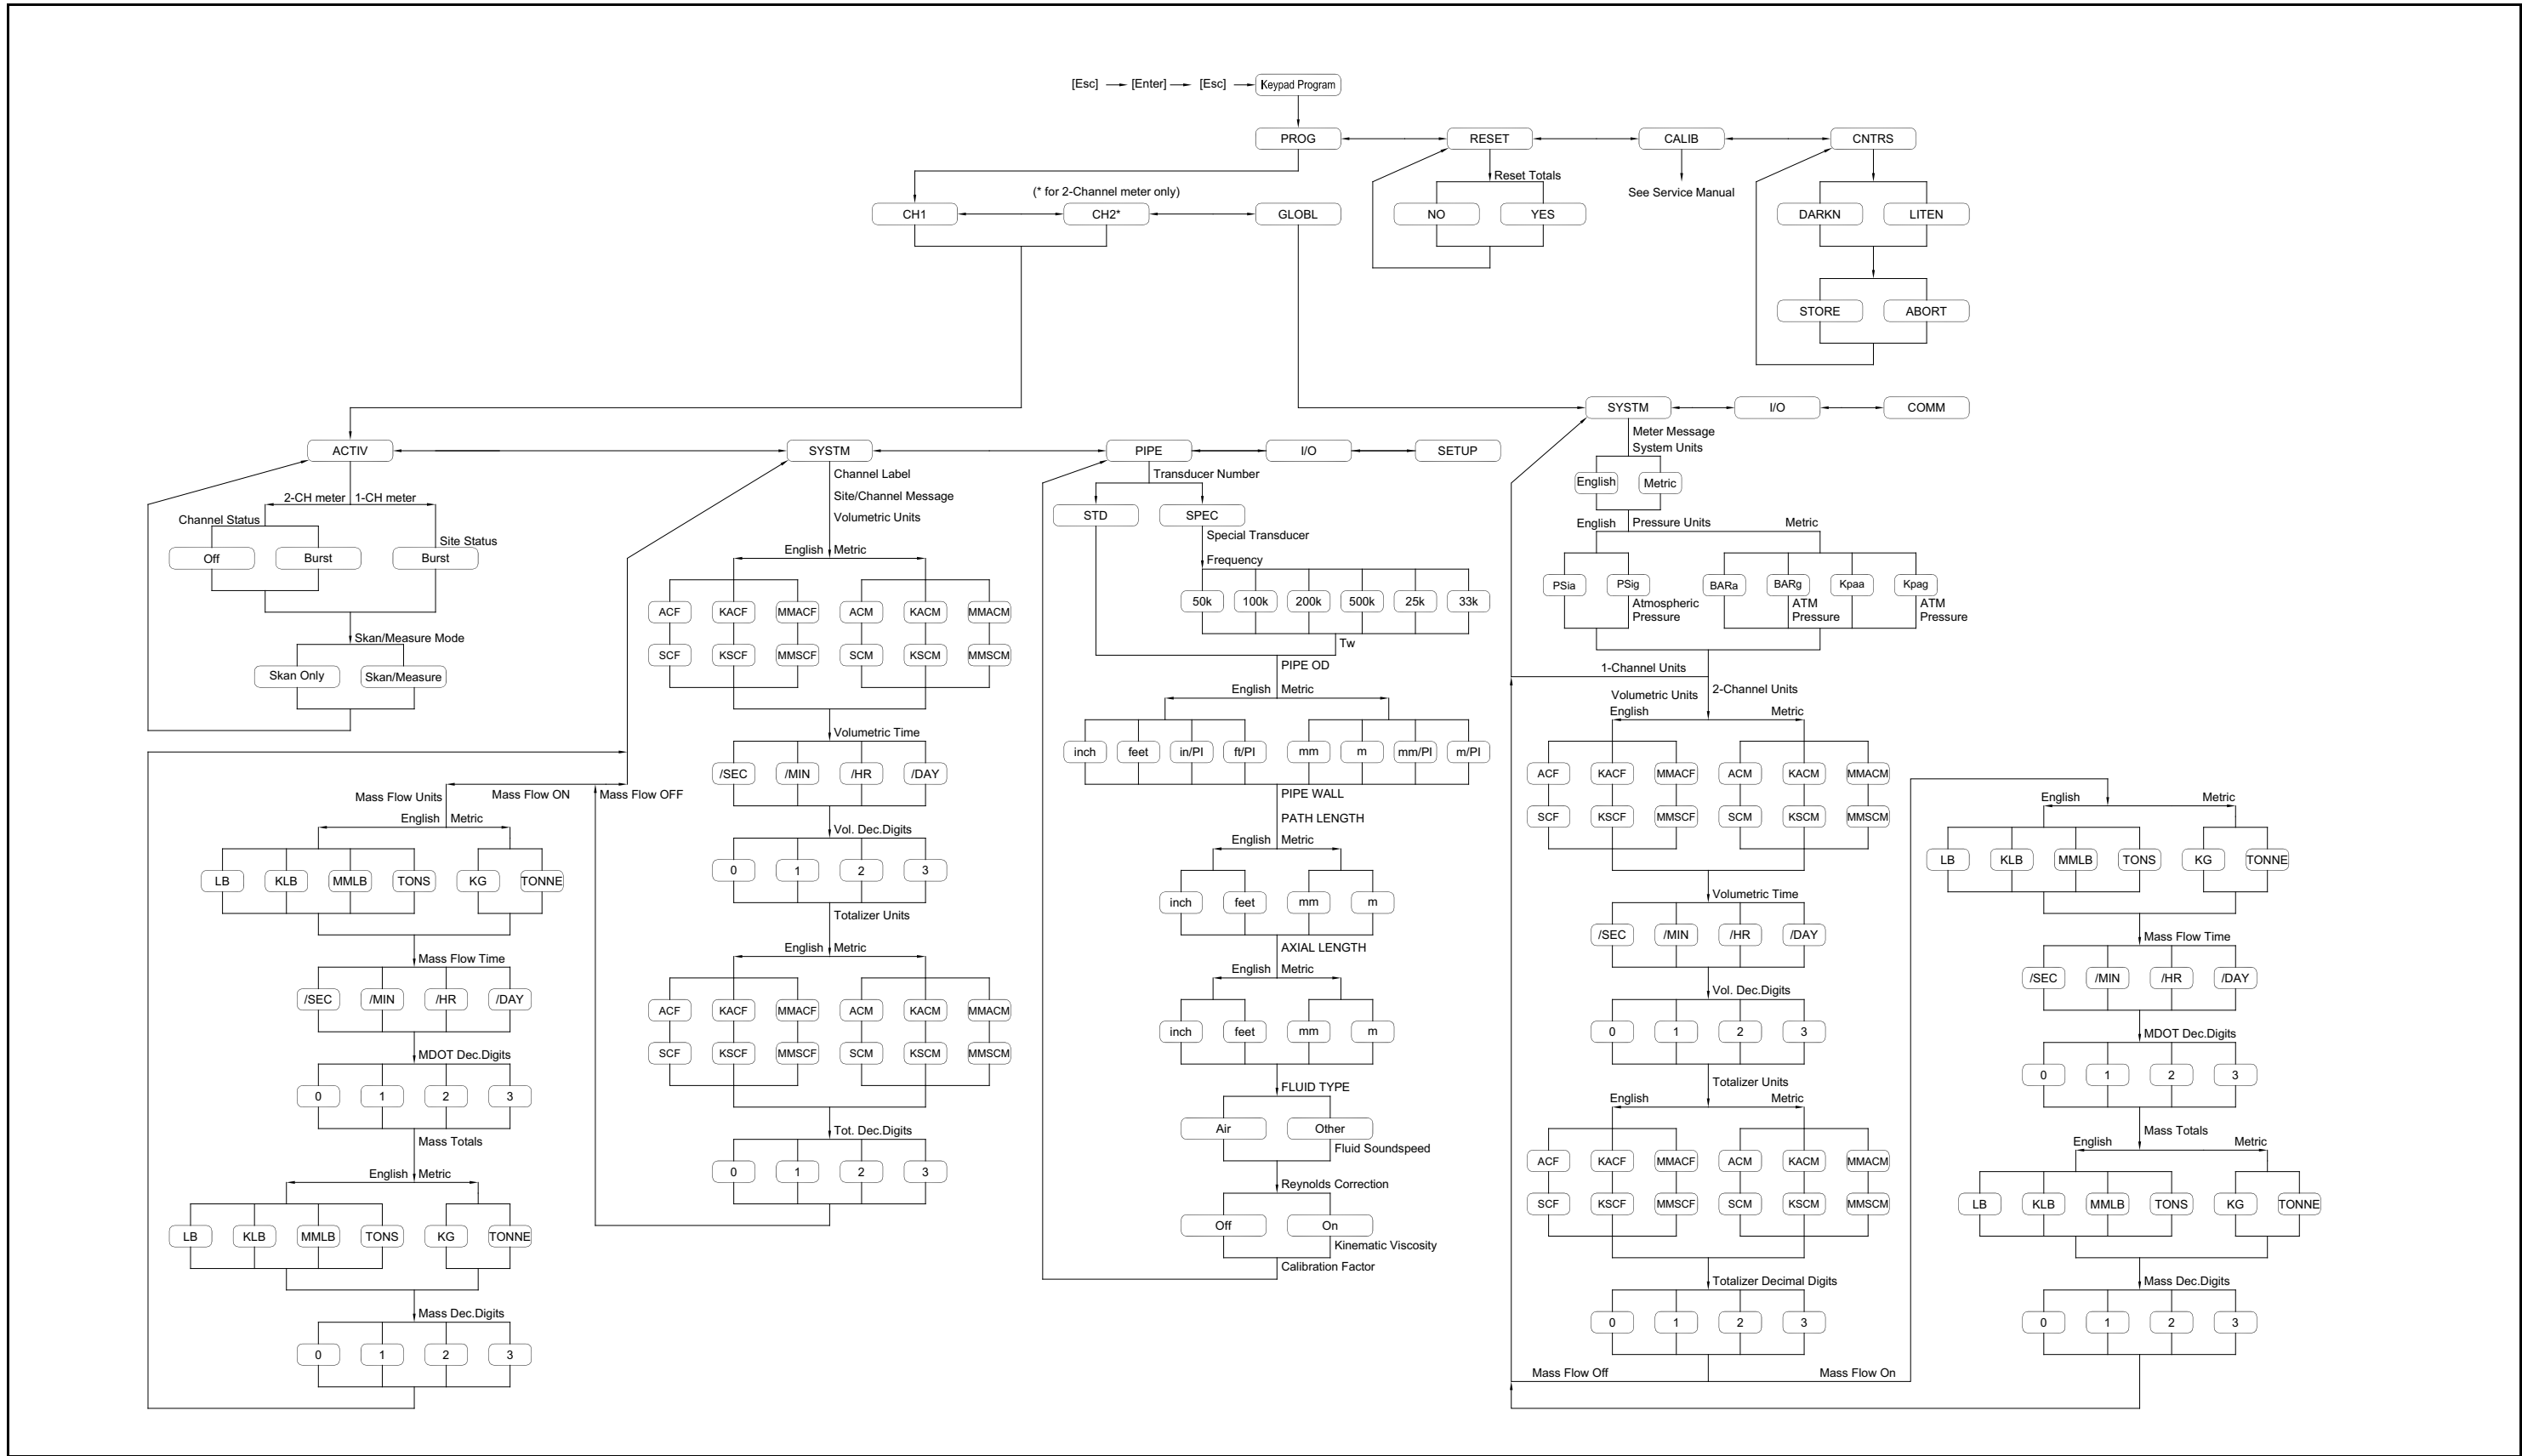 [Esc] [Enter] [Esc] Keypad Program
PROG RESET CALIB CNTRS
Reset Totals
See Service Manual
(* for 2-Channel meter only)
CH1 CH2* GLOBL
NO YES
DARKN LITEN
STORE ABORT
ACTIV SYSTM PIPE I/O SETUP
2-CH meter 1-CH meter
Channel Status
Site Status
Off Burst Burst
Skan/Measure Mode
Skan Only Skan/Measure
Channel Label
Site/Channel Message
Volumetric Units
English Metric
ACF KACF MMACF ACM KACM MMACM
SCF KSCF MMSCF SCM KSCM MMSCM
Volumetric Time
/SEC /MIN /HR /DAY
Vol. Dec.Digits
0 1 2 3
Totalizer Units
English Metric
ACF KACF MMACF ACM KACM MMACM
SCF KSCF MMSCF SCM KSCM MMSCM
Tot. Dec.Digits
0 1 2 3
Mass Flow ON Mass Flow OFF
Mass Flow Units
English Metric
LB KLB MMLB TONS KG TONNE
Mass Flow Time
/SEC /MIN /HR /DAY
MDOT Dec.Digits
0 1 2 3
Mass Totals
English Metric
LB KLB MMLB TONS KG TONNE
Mass Dec.Digits
0 1 2 3
Transducer Number
STD SPEC
Special Transducer
Frequency
50k 100k 200k 500k 25k 33k
Tw
PIPE OD
English Metric
inch feet in/PI ft/PI mm m mm/PI m/PI
PIPE WALL
PATH LENGTH
English Metric
inch feet mm m
AXIAL LENGTH
English Metric
inch feet mm m
FLUID TYPE
Air Other
Fluid Soundspeed
Reynolds Correction
Off On
Kinematic Viscosity
Calibration Factor
SYSTM I/O COMM
Meter Message
System Units
English Metric
English Pressure Units Metric
PSia PSig BARa BARg Kpaa Kpag
Atmospheric
Pressure
ATM
Pressure
ATM
Pressure
1-Channel Units
2-Channel Units
Volumetric Units
English Metric
ACF KACF MMACF ACM KACM MMACM
SCF KSCF MMSCF SCM KSCM MMSCM
Volumetric Time
/SEC /MIN /HR /DAY
Vol. Dec.Digits
0 1 2 3
Totalizer Units
English Metric
ACF KACF MMACF ACM KACM MMACM
SCF KSCF MMSCF SCM KSCM MMSCM
Totalizer Decimal Digits
0 1 2 3
Mass Flow Off Mass Flow On
English Metric
LB KLB MMLB TONS KG TONNE
Mass Flow Time
/SEC /MIN /HR /DAY
MDOT Dec.Digits
0 1 2 3
Mass Totals
English Metric
LB KLB MMLB TONS KG TONNE
Mass Dec.Digits
0 1 2 3